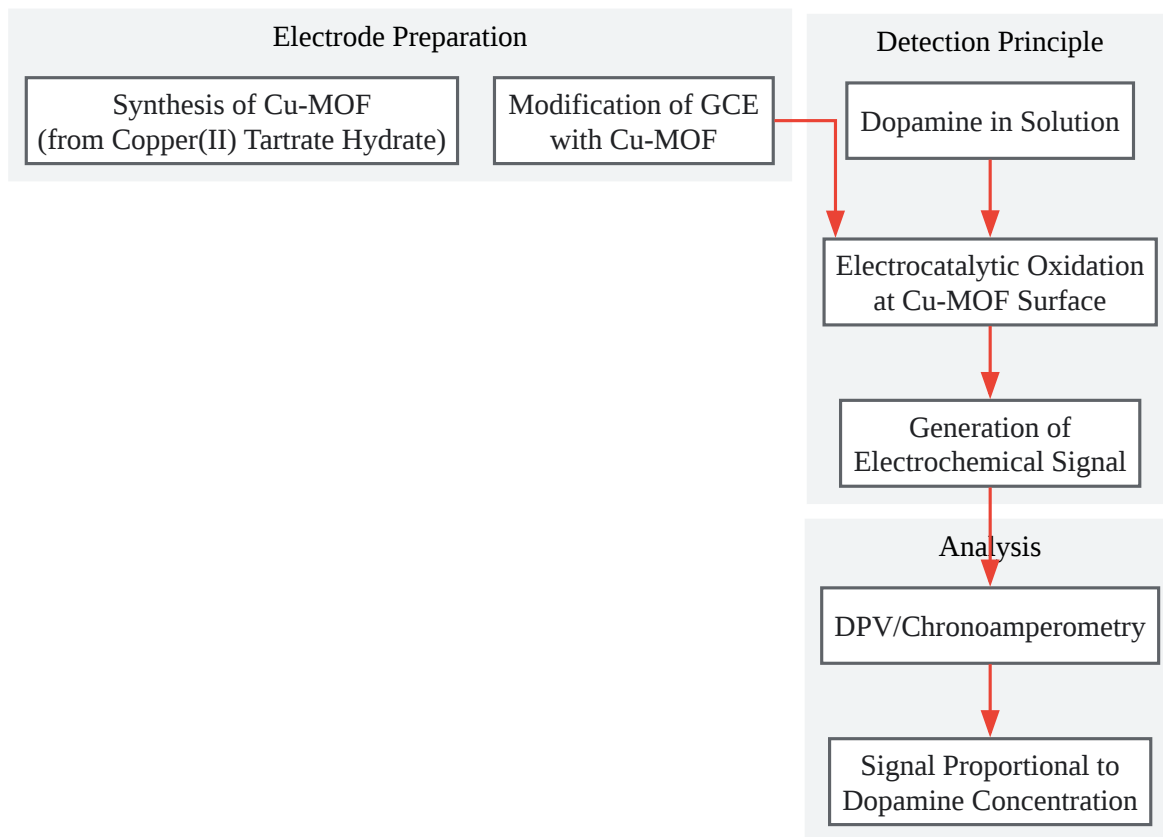 Electrode Preparation
Synthesis of Cu-MOF
(from Copper(II) Tartrate Hydrate)
Modification of GCE
with Cu-MOF
Detection Principle
Dopamine in Solution
Electrocatalytic Oxidation
at Cu-MOF Surface
Generation of
Electrochemical Signal
Analysis
DPV/Chronoamperometry
Signal Proportional to
Dopamine Concentration